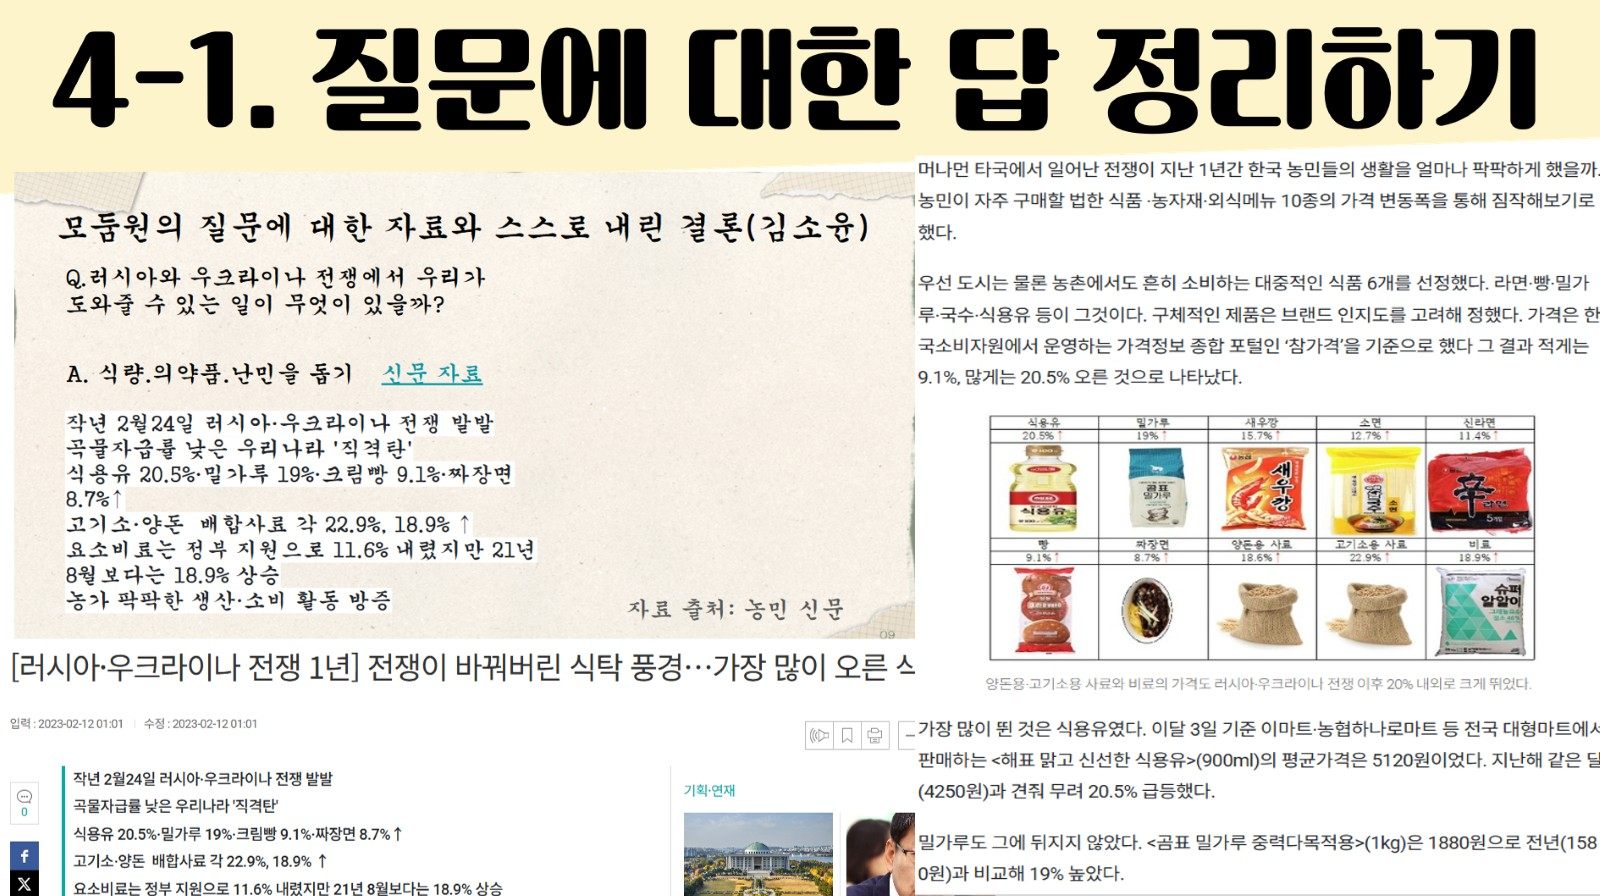 4-1. 질문에 대한 답 정리하기
모둠원의 질문에 대한 자료와 스스로 내린 결론(김소윤)
Q.러시아와 우크라이나 전쟁에서 우리가
도와줄 수 있는 일이 무엇이 있을까?
A. 식량.의약품.난민을 돕기 신문 자료
작년 2월24일 러시아·우크라이나 전쟁 발발
곡물자급률 낮은 우리나라 '직격탄'
식용유 20.5%·밀가루 19%·크림빵 9.1%·짜장면
8.7%↑
고기소·양돈 배합사료 각 22.9%, 18.9% ↑
요소비료는 정부 지원으로 11.6% 내렸지만 21년
8월보다는 18.9% 상승
농가 팍팍한 생산·소비 활동 방증
자료 출처: 농민 신문
09
[러시아·우크라이나 전쟁 1년] 전쟁이 바꿔버린 식탁 풍경…가장 많이 오른 식
입력 : 2023-02-12 01:01 수정 : 2023-02-12 01:01
0
작년 2월24일 러시아·우크라이나 전쟁 발발
곡물자급률 낮은 우리나라 '직격탄'
식용유 20.5%·밀가루 19%·크림빵 9.1%·짜장면 8.7%↑
고기소·양돈 배합사료 각 22.9%, 18.9% ↑
요소비료는 정부 지원으로 11.6% 내렸지만 21년 8월보다는 18.9% 상승
기획·연재
머나먼 타국에서 일어난 전쟁이 지난 1년간 한국 농민들의 생활을 얼마나 팍팍하게 했을까.
농민이 자주 구매할 법한 식품 ·농자재·외식메뉴 10종의 가격 변동폭을 통해 짐작해보기로
했다.
우선 도시는 물론 농촌에서도 흔히 소비하는 대중적인 식품 6개를 선정했다. 라면·빵·밀가
루·국수·식용유 등이 그것이다. 구체적인 제품은 브랜드 인지도를 고려해 정했다. 가격은 한
국소비자원에서 운영하는 가격정보 종합 포털인 '참가격'을 기준으로 했다 그 결과 적게는
9.1%, 많게는 20.5% 오른 것으로 나타났다.
식용유 밀가루 새우깡 소면 신라면
20.5%↑ 19%↑ 15.7%↑ 12.7%↑ 11.4%↑
식용유
곰표
밀가루
농심
새우깡
소면
辛
라면
5개입
빵 짜장면 양돈용 사료 고기소용 사료 비료
9.1%↑ 8.7%↑ 18.6%↑ 22.9%↑ 18.9%↑
슈퍼
알알이
양돈용·고기소용 사료와 비료의 가격도 러시아·우크라이나 전쟁 이후 20% 내외로 크게 뛰었다.
가장 많이 뛴 것은 식용유였다. 이달 3일 기준 이마트·농협하나로마트 등 전국 대형마트에서
판매하는 <해표 맑고 신선한 식용유>(900ml)의 평균가격은 5120원이었다. 지난해 같은 달
(4250원)과 견줘 무려 20.5% 급등했다.
밀가루도 그에 뒤지지 않았다. <곰표 밀가루 중력다목적용>(1kg)은 1880원으로 전년(158
0원)과 비교해 19% 높았다.